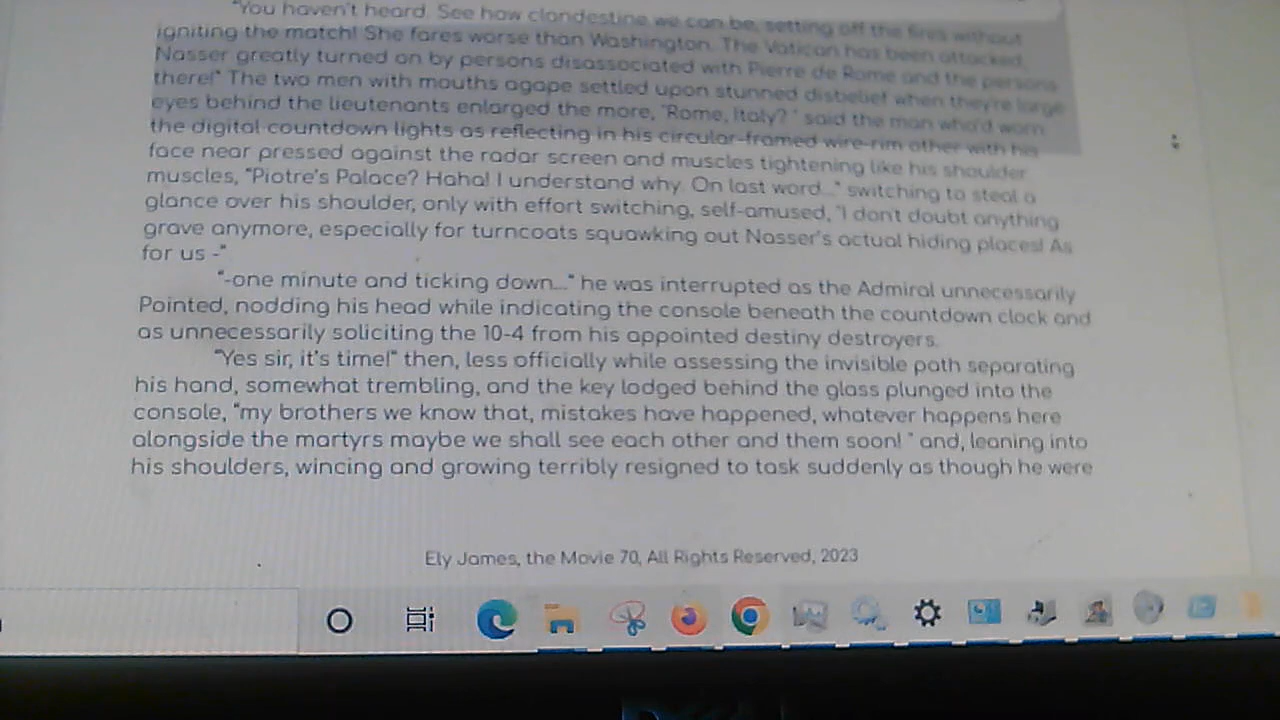 "You haven't heard. See how clandestine we can be, setting off the fires without
igniting the match! She fares worse than Washington. The Vatican has been attacked,
Nasser greatly turned on by persons disassociated with Pierre de Rome and the persons
there!" The two men with mouths agape settled upon stunned disbelief when they're large
eyes behind the lieutenants enlarged the more, "Rome, Italy? " said the man who'd worn
the digital countdown lights as reflecting in his circular-framed wire-rim other with his
face near pressed against the radar screen and muscles tightening like his shoulder
muscles, "Piotre's Palace? Haha! I understand why. On last word..." switching to steal a
glance over his shoulder, only with effort switching, self-amused, "I don't doubt anything
grave anymore, especially for turncoats squawking out Nasser's actual hiding places! As
for us -"
"-one minute and ticking down..." he was interrupted as the Admiral unnecessarily
Pointed, nodding his head while indicating the console beneath the countdown clock and
as unnecessarily soliciting the 10-4 from his appointed destiny destroyers.
"Yes sir, it's time!" then, less officially while assessing the invisible path separating
his hand, somewhat trembling, and the key lodged behind the glass plunged into the
console, "my brothers we know that, mistakes have happened, whatever happens here
alongside the martyrs maybe we shall see each other and them soon! " and, leaning into
his shoulders, wincing and growing terribly resigned to task suddenly as though he were
Ely James, the Movie 70, All Rights Reserved, 2023